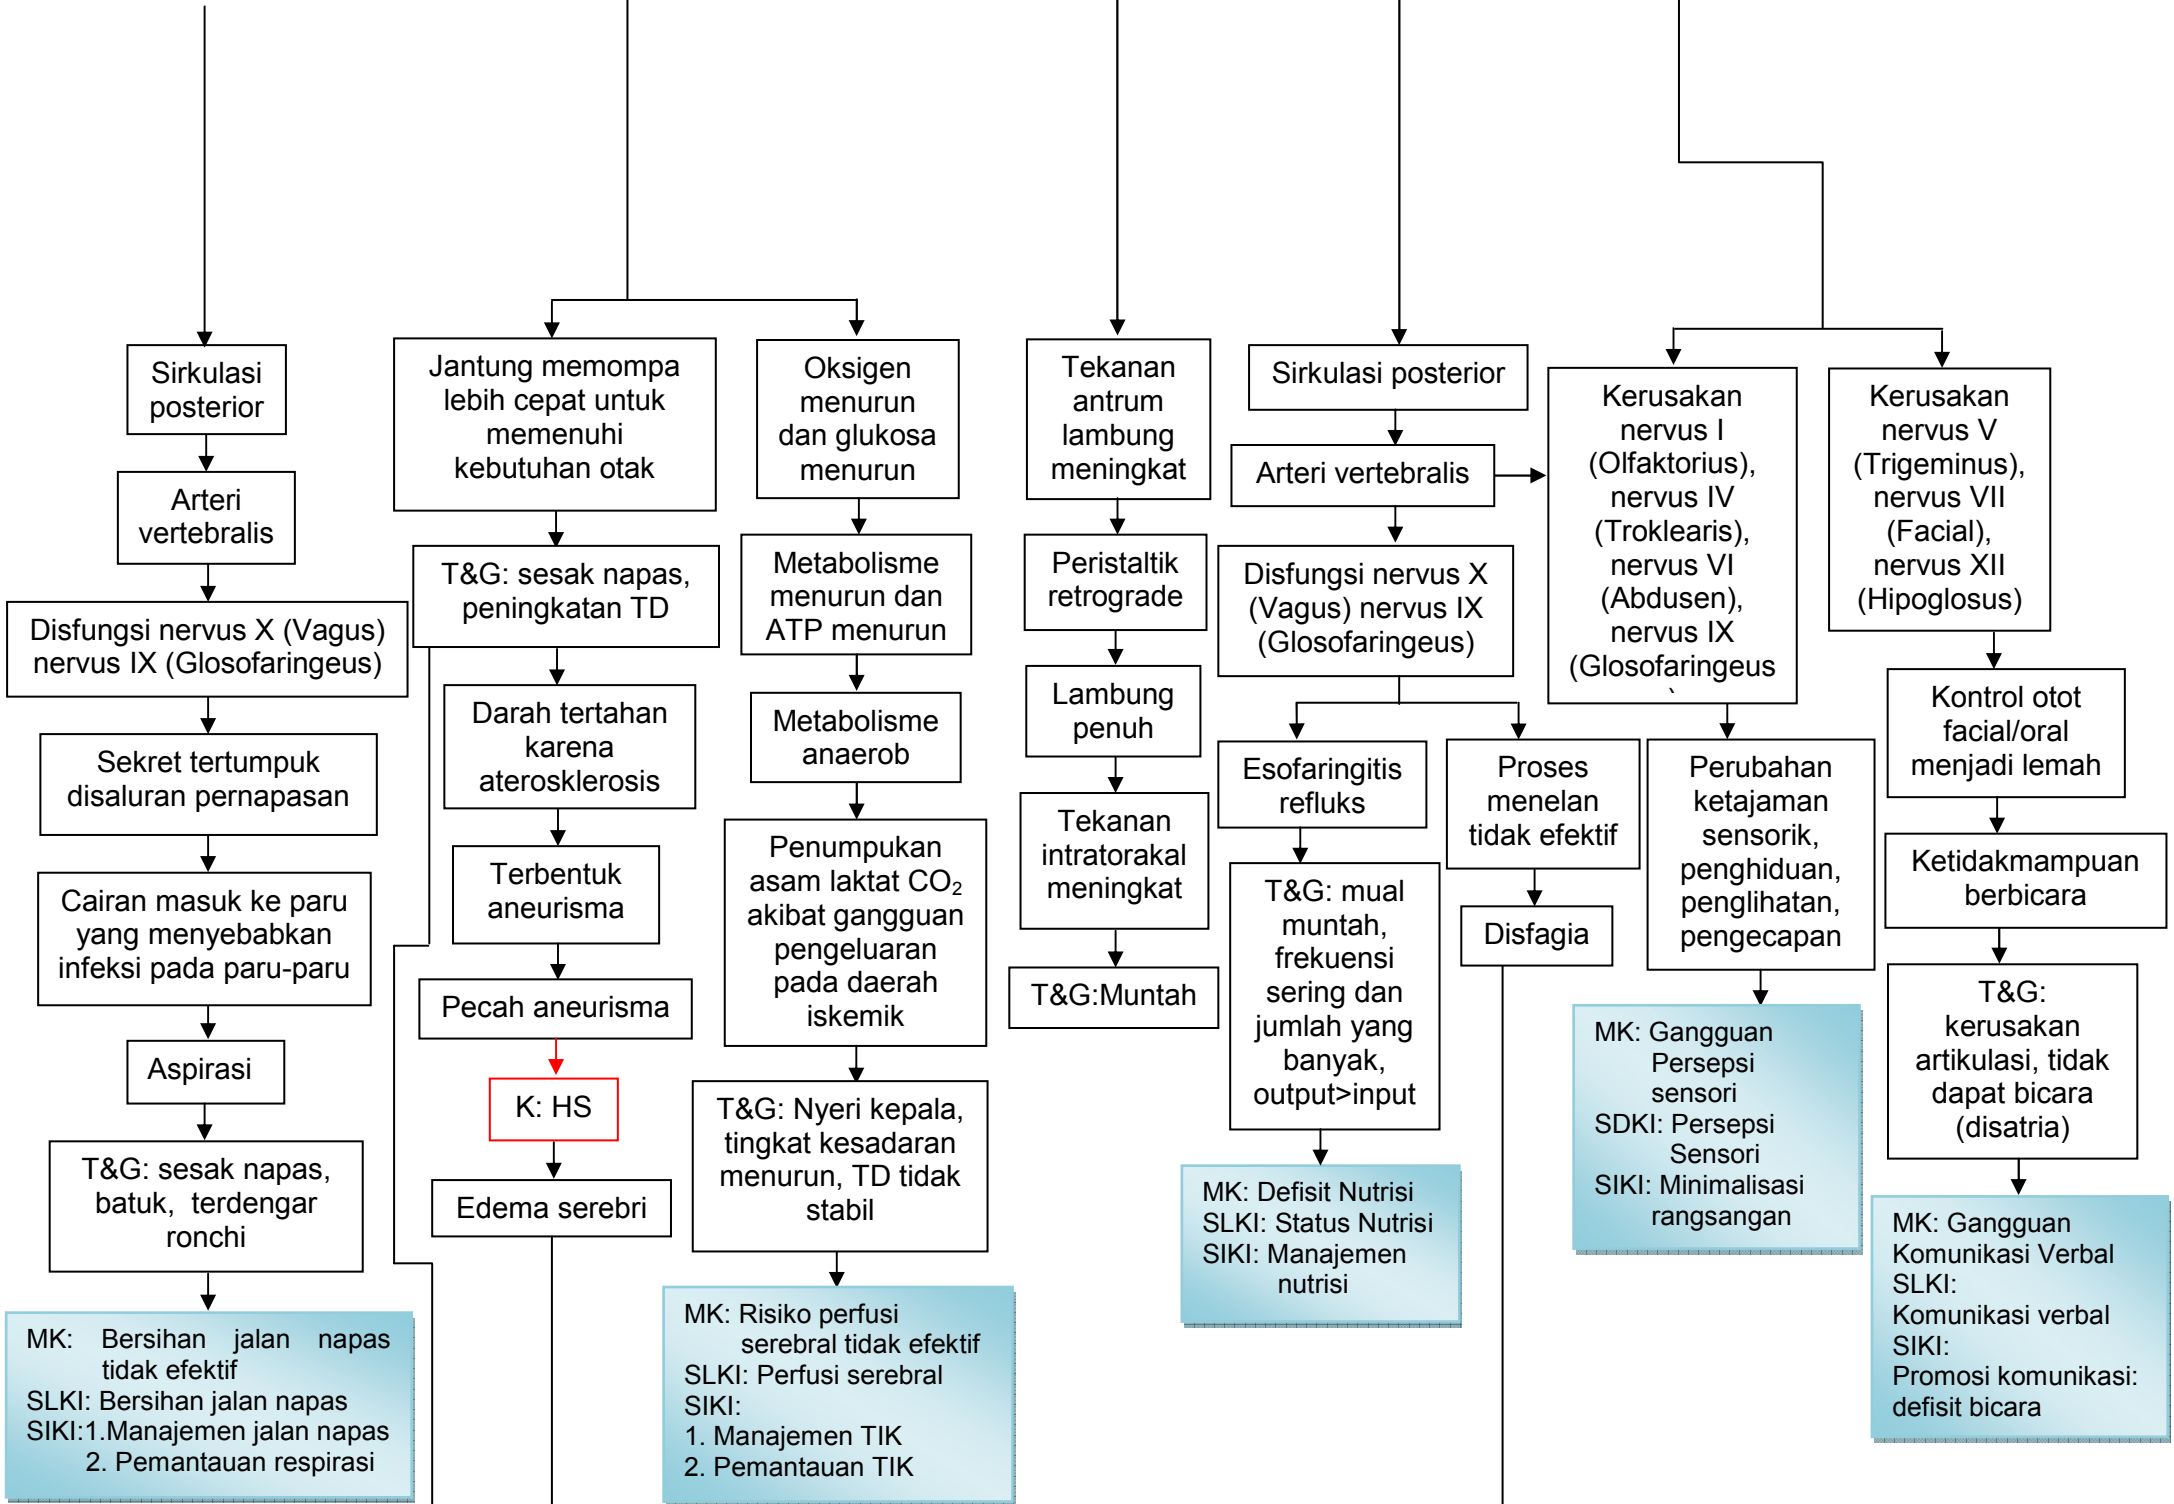 Sirkulasi
posterior
Arteri
vertebralis
Disfungsi nervus X (Vagus)
nervus IX (Glosofaringeus)
Sekret tertumpuk
disaluran pernapasan
Cairan masuk ke paru
yang menyebabkan
infeksi pada paru-paru
Aspirasi
T&G: sesak napas,
batuk, terdengar
ronchi
MK: Bersihan jalan napas
tidak efektif
SLKI: Bersihan jalan napas
SIKI:1.Manajemen jalan napas
2. Pemantauan respirasi
Jantung memompa
lebih cepat untuk
memenuhi
kebutuhan otak
T&G: sesak napas,
peningkatan TD
Darah tertahan
karena
aterosklerosis
Terbentuk
aneurisma
Pecah aneurisma
K: HS
Edema serebri
Oksigen
menurun
dan glukosa
menurun
Metabolisme
menurun dan
ATP menurun
Metabolisme
anaerob
Penumpukan
asam laktat CO₂
akibat gangguan
pengeluaran
pada daerah
iskemik
T&G: Nyeri kepala,
tingkat kesadaran
menurun, TD tidak
stabil
MK: Risiko perfusi
serebral tidak efektif
SLKI: Perfusi serebral
SIKI:
1. Manajemen TIK
2. Pemantauan TIK
Tekanan
antrum
lambung
meningkat
Peristaltik
retrograde
Lambung
penuh
Tekanan
intratorakal
meningkat
T&G:Muntah
Sirkulasi posterior
Arteri vertebralis
Disfungsi nervus X
(Vagus) nervus IX
(Glosofaringeus)
Esofaringitis
refluks
T&G: mual
muntah,
frekuensi
sering dan
jumlah yang
banyak,
output>input
MK: Defisit Nutrisi
SLKI: Status Nutrisi
SIKI: Manajemen
nutrisi
Proses
menelan
tidak efektif
Disfagia
Kerusakan
nervus I
(Olfaktorius),
nervus IV
(Troklearis),
nervus VI
(Abdusen),
nervus IX
(Glosofaringeus
Perubahan
ketajaman
sensorik,
penghiduan,
penglihatan,
pengecapan
MK: Gangguan
Persepsi
sensori
SDKI: Persepsi
Sensori
SIKI: Minimalisasi
rangsangan
Kerusakan
nervus V
(Trigeminus),
nervus VII
(Facial),
nervus XII
(Hipoglosus)
Kontrol otot
facial/oral
menjadi lemah
Ketidakmampuan
berbicara
T&G:
kerusakan
artikulasi, tidak
dapat bicara
(disatria)
MK: Gangguan
Komunikasi Verbal
SLKI:
Komunikasi verbal
SIKI:
Promosi komunikasi:
defisit bicara